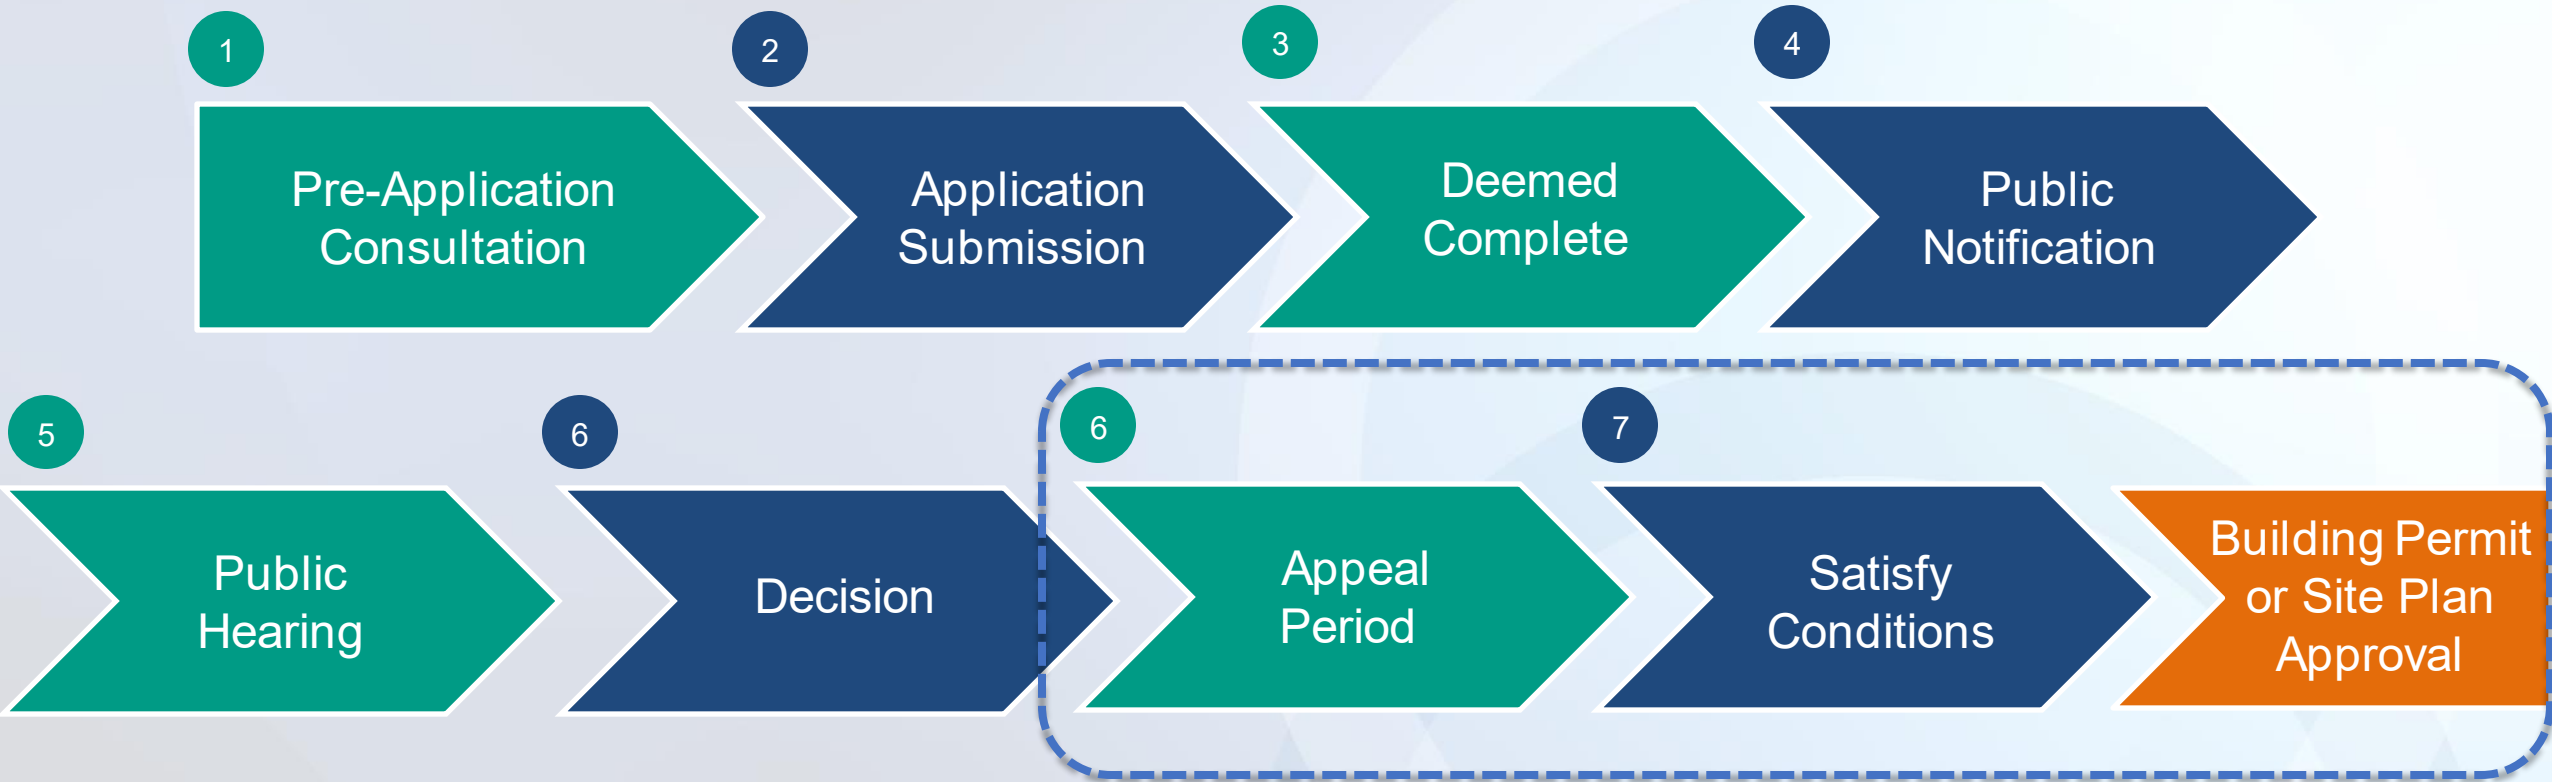 1
Pre-Application
Consultation
2
Application
Submission
3
Deemed
Complete
4
Public
Notification
5
Public
Hearing
6
Decision
6
Appeal
Period
7
Satisfy
Conditions
Building Permit
or Site Plan
Approval